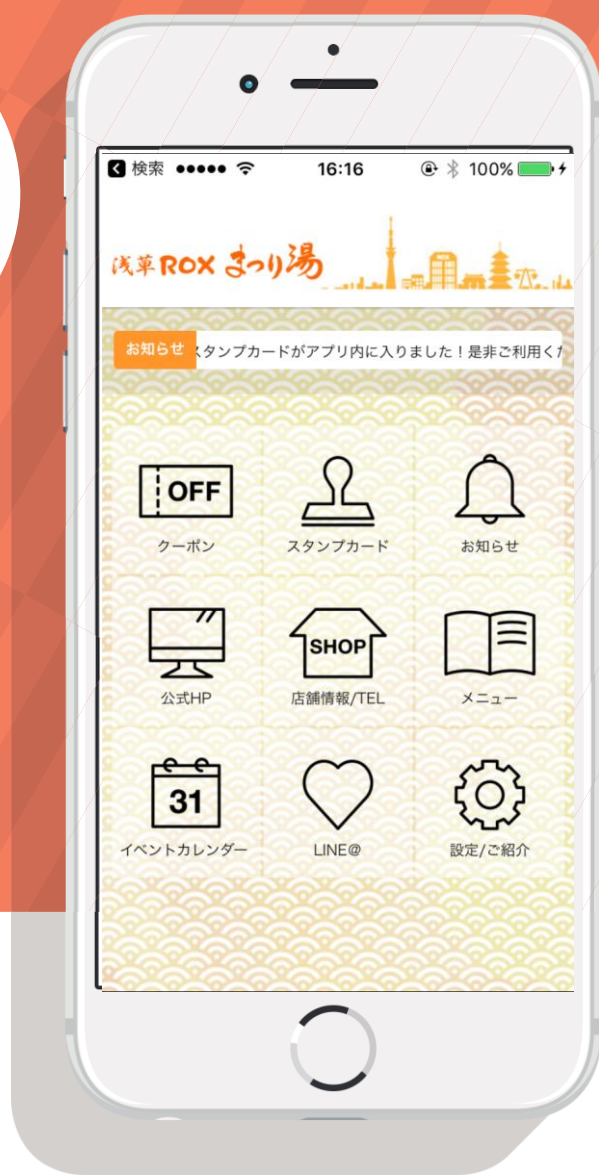 検索 16:16 100%
浅草ROX まつり湯
お知らせ スタンプカードがアプリ内に入りました！是非ご利用くだ
OFF
クーポン スタンプカード お知らせ
SHOP
公式HP 店舗情報/TEL メニュー
31
イベントカレンダー LINE@ 設定/ご紹介